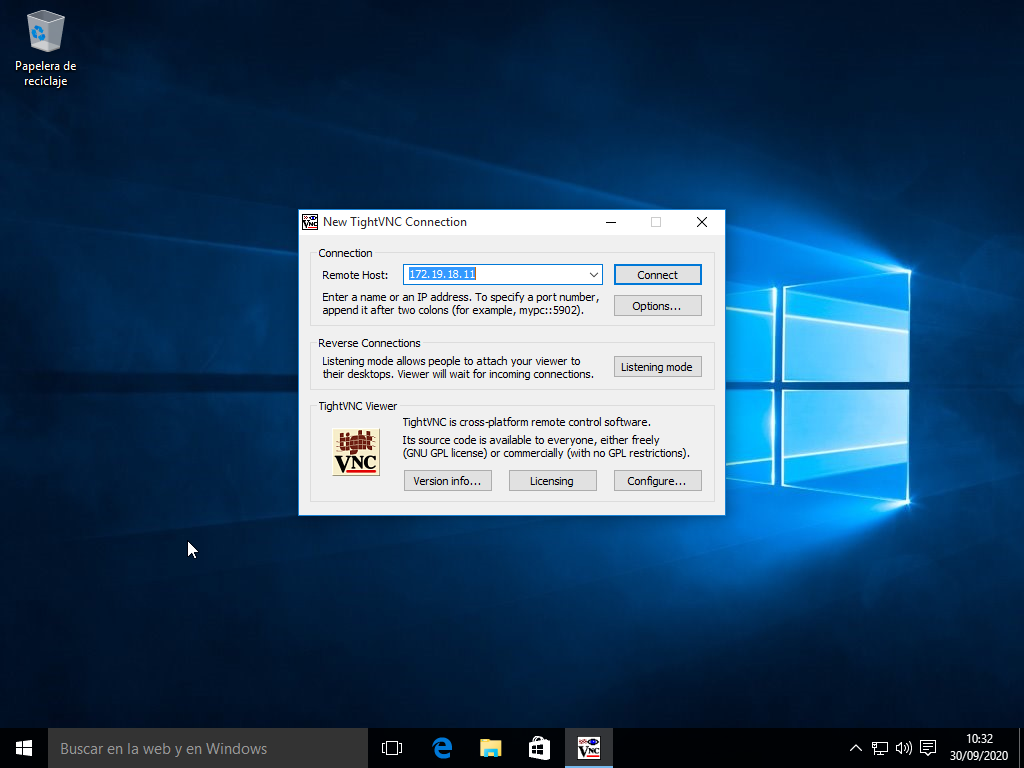 Papelera de
reciclaje
VNC
New TightVNC Connection
Connection
Remote Host:
172.19.18.11
Connect
Enter a name or an IP address. To specify a port number,
append it after two colons (for example, mypc::5902).
Options...
Reverse Connections
Listening mode allows people to attach your viewer to
their desktops. Viewer will wait for incoming connections.
Listening mode
TightVNC Viewer
tight
VNC
TightVNC is cross-platform remote control software.
Its source code is available to everyone, either freely
(GNU GPL license) or commercially (with no GPL restrictions).
Version info...
Licensing
Configure...
Buscar en la web y en Windows
VNC
10:32
30/09/2020